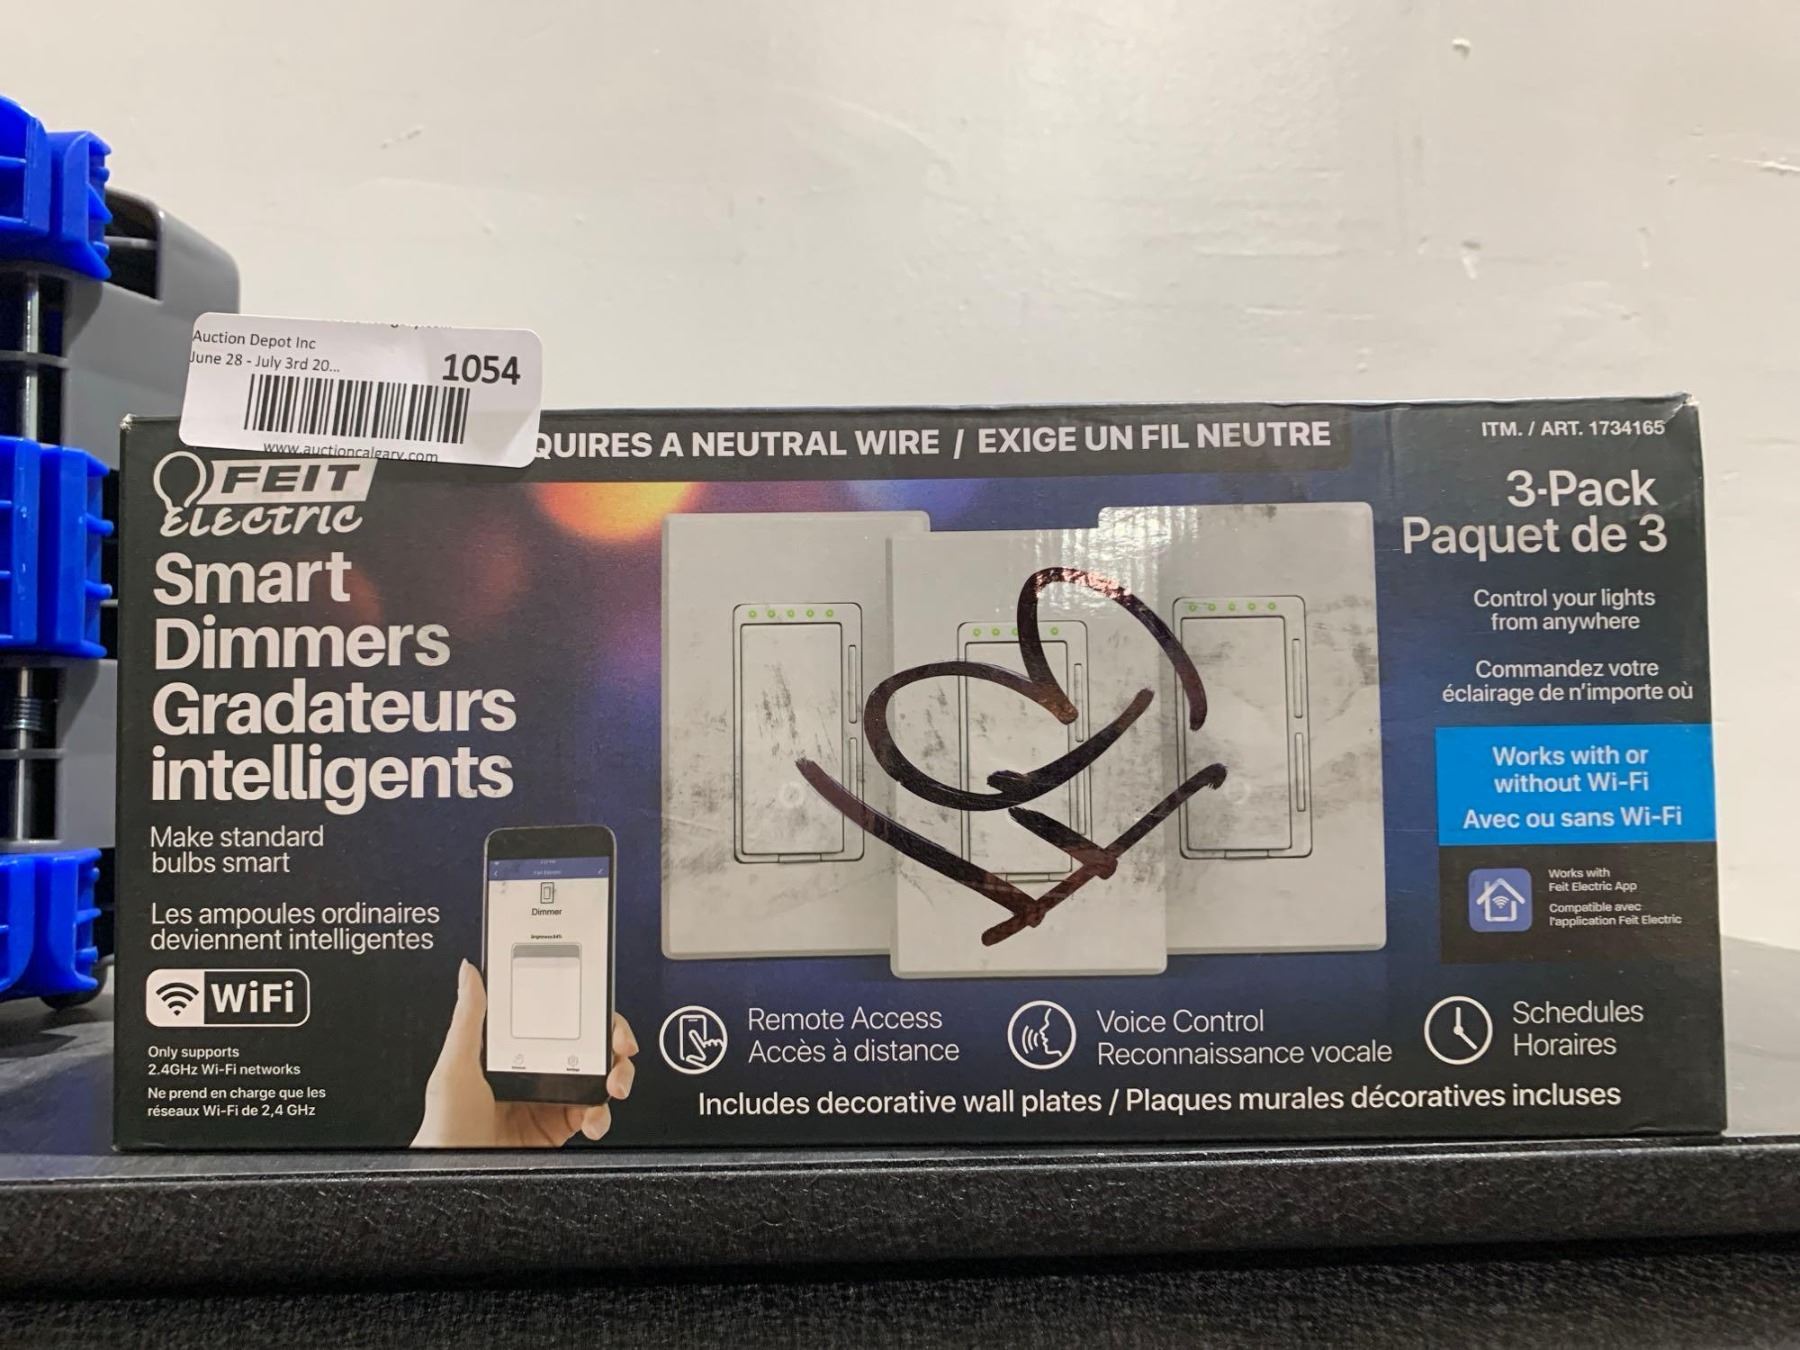 Auction Depot Inc
June 28 - July 3rd 20...
1054
www.auctioncalgary.com
QUIRES A NEUTRAL WIRE / EXIGE UN FIL NEUTRE
ITM. / ART. 1734165
FEIT
ELECTRIC
Smart
Dimmers
Gradateurs
intelligents
Make standard
bulbs smart
Les ampoules ordinaires
deviennent intelligentes
WiFi
Only supports
2.4GHz Wi-Fi networks
Ne prend en charge que les
réseaux Wi-Fi de 2,4 GHz
Dimmer
3-Pack
Paquet de 3
Control your lights
from anywhere
Commandez votre
éclairage de n'importe où
Works with or
without Wi-Fi
Avec ou sans Wi-Fi
Works with
Feit Electric App
Compatible avec
l'application Feit Electric
Remote Access
Accès à distance
Voice Control
Reconnaissance vocale
Schedules
Horaires
Includes decorative wall plates / Plaques murales décoratives incluses